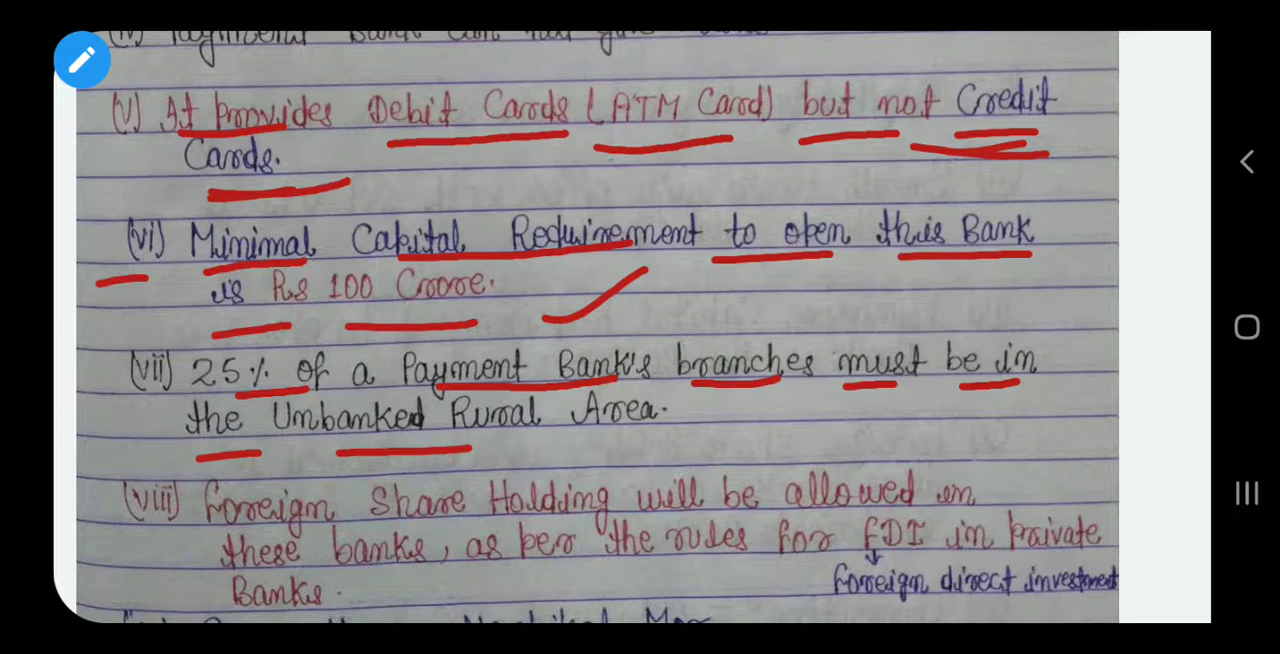 (v) It Provides Debit Cards (ATM Card) but not Credit
Cards.
(vi) Minimal Capital Requirement to open this Bank
is Rs 100 Crore.
(vii) 25% of a Payment Bank's branches must be in
the Unbanked Rural Area.
(viii) Foreign Share Holding will be allowed in
these banks, as per the rules for FDI in Private
Foreign direct investment
Banks.